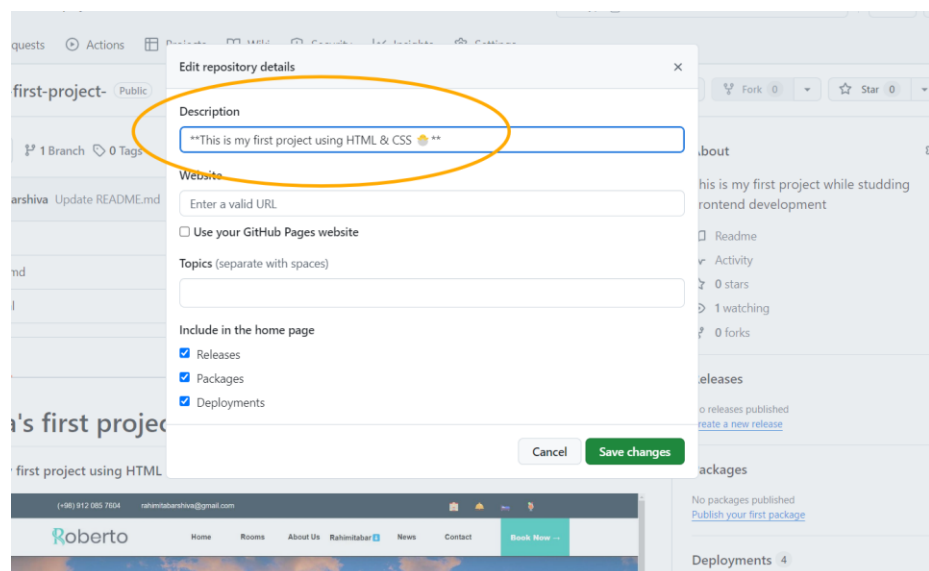 quests Actions Projects Wiki Security Insights Settings
Edit repository details
first-project- Public
Fork 0 Star 0
Description
**This is my first project using HTML & CSS 🐣 **
1 Branch 0 Tags
bout
Website
his is my first project while studding
arshiva Update README.md
Enter a valid URL
rontend development
Use your GitHub Pages website
Readme
Activity
Topics (separate with spaces)
md
0 stars
l
1 watching
Include in the home page
0 forks
Releases
Packages
eleases
Deployments
o releases published
a's first projec
reate a new release
Cancel Save changes
first project using HTML
ackages
No packages published
(+98) 912 085 7604 rahimitabarshiva@gmail.com
Publish your first package
Roberto Home Rooms About Us Rahimitabar News Contact Book Now →
Deployments 4